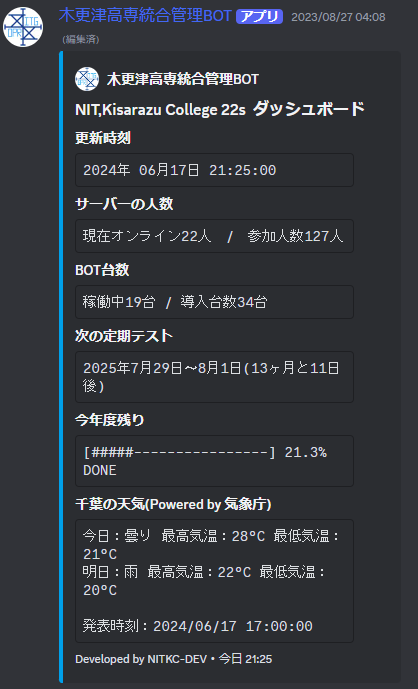 木更津高専統合管理BOT アプリ 2023/08/27 04:08
(編集済)
木更津高専統合管理BOT
NIT,Kisarazu College 22s ダッシュボード
更新時刻
2024年 06月17日 21:25:00
サーバーの人数
現在オンライン22人 / 参加人数127人
BOT台数
稼働中19台 / 導入台数34台
次の定期テスト
2025年7月29日～8月1日(13ヶ月と11日
後)
今年度残り
[#####----------------] 21.3%
DONE
千葉の天気(Powered by 気象庁)
今日：曇り 最高気温：28°C 最低気温：
21°C
明日：雨 最高気温：22°C 最低気温：
20°C
発表時刻：2024/06/17 17:00:00
Developed by NITKC-DEV • 今日 21:25